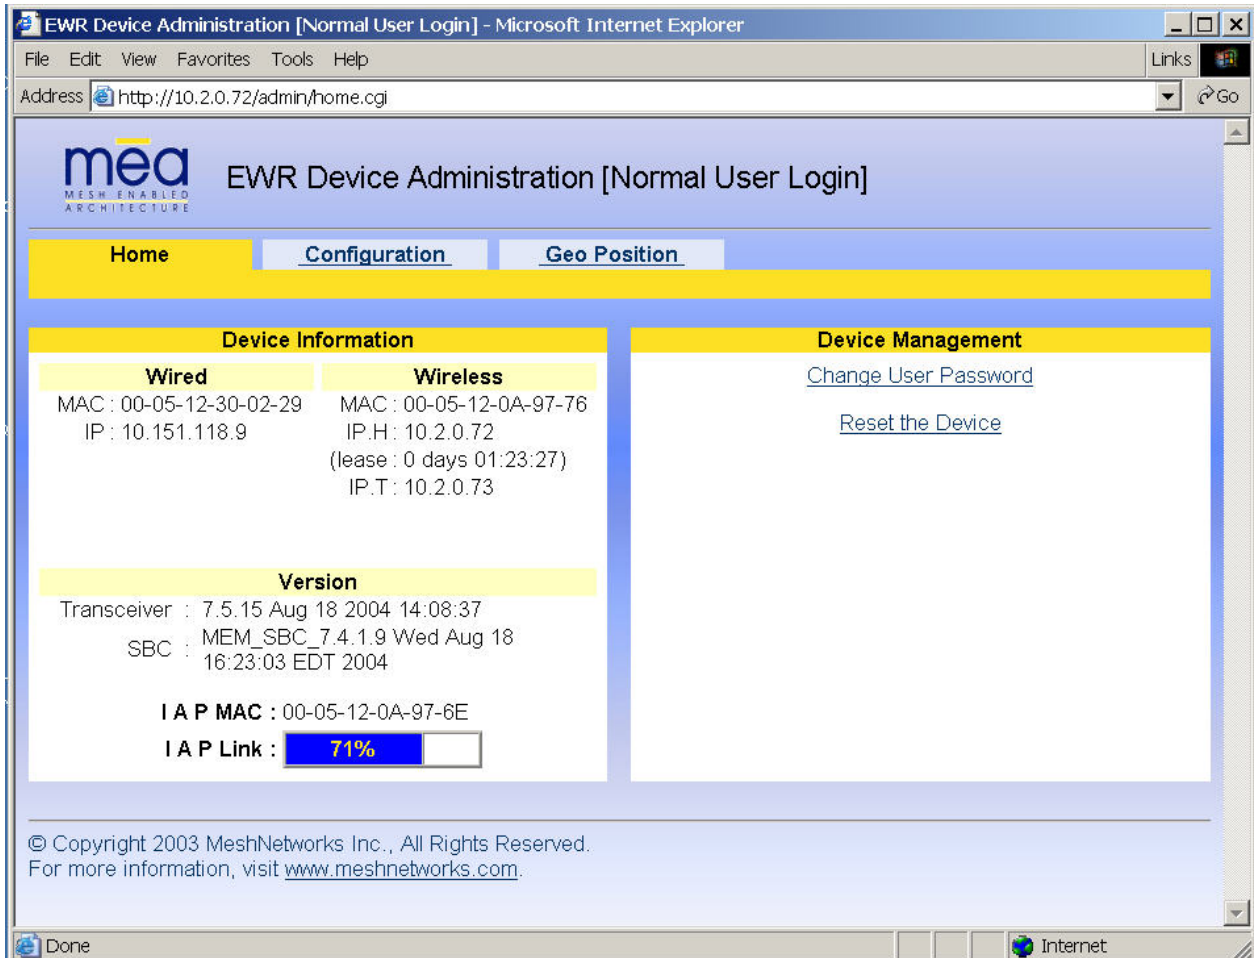 EWR Device Administration [Normal User Login] - Microsoft Internet Explorer
File Edit View Favorites Tools Help Links
Address http://10.2.0.72/admin/home.cgi Go
mēa
MESH ENABLED
ARCHITECTURE
EWR Device Administration [Normal User Login]
Home Configuration Geo Position
Device Information
Wired Wireless
MAC : 00-05-12-30-02-29 MAC : 00-05-12-0A-97-76
IP : 10.151.118.9 IP.H : 10.2.0.72
(lease : 0 days 01:23:27)
IP.T : 10.2.0.73
Version
Transceiver : 7.5.15 Aug 18 2004 14:08:37
SBC : MEM_SBC_7.4.1.9 Wed Aug 18
16:23:03 EDT 2004
I A P MAC : 00-05-12-0A-97-6E
I A P Link : 71%
Device Management
Change User Password
Reset the Device
© Copyright 2003 MeshNetworks Inc., All Rights Reserved.
For more information, visit www.meshnetworks.com.
Done Internet